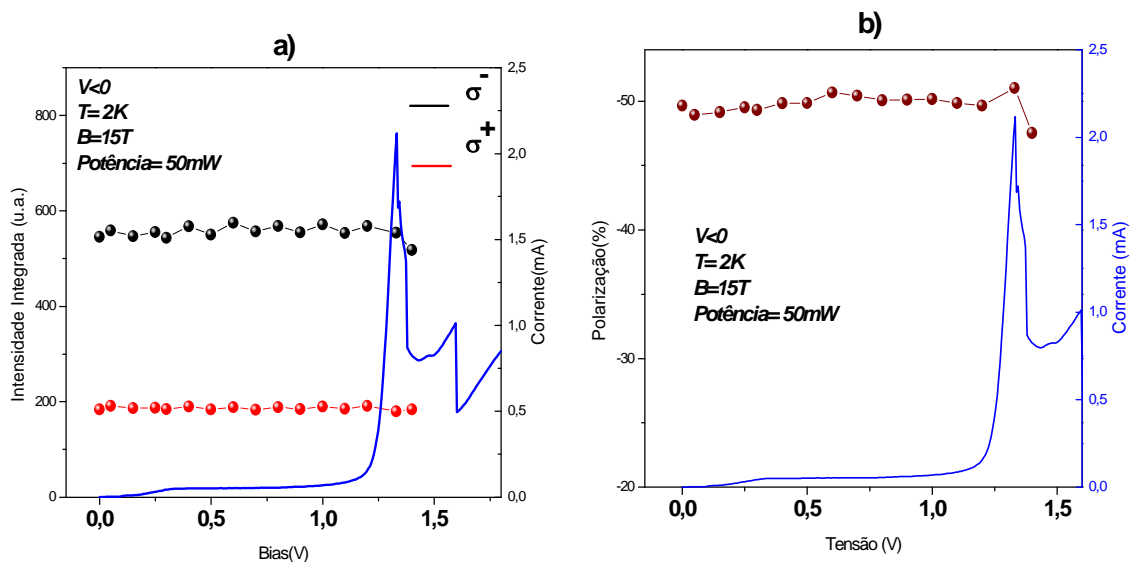 a)
V<0
T= 2K
B=15T
Potência= 50mW
σ-
σ+
Intensidade Integrada (u.a.)
800
600
400
200
0
0,0
0,5
1,0
1,5
Bias(V)
2,5
2,0
1,5
1,0
0,5
0,0
Corrente(mA)
b)
Polarização(%)
-50
-40
-30
-20
V<0
T= 2K
B=15T
Potência= 50mW
0,0
0,5
1,0
1,5
Tensão (V)
2,5
2,0
1,5
1,0
0,5
0,0
Corrente (mA)